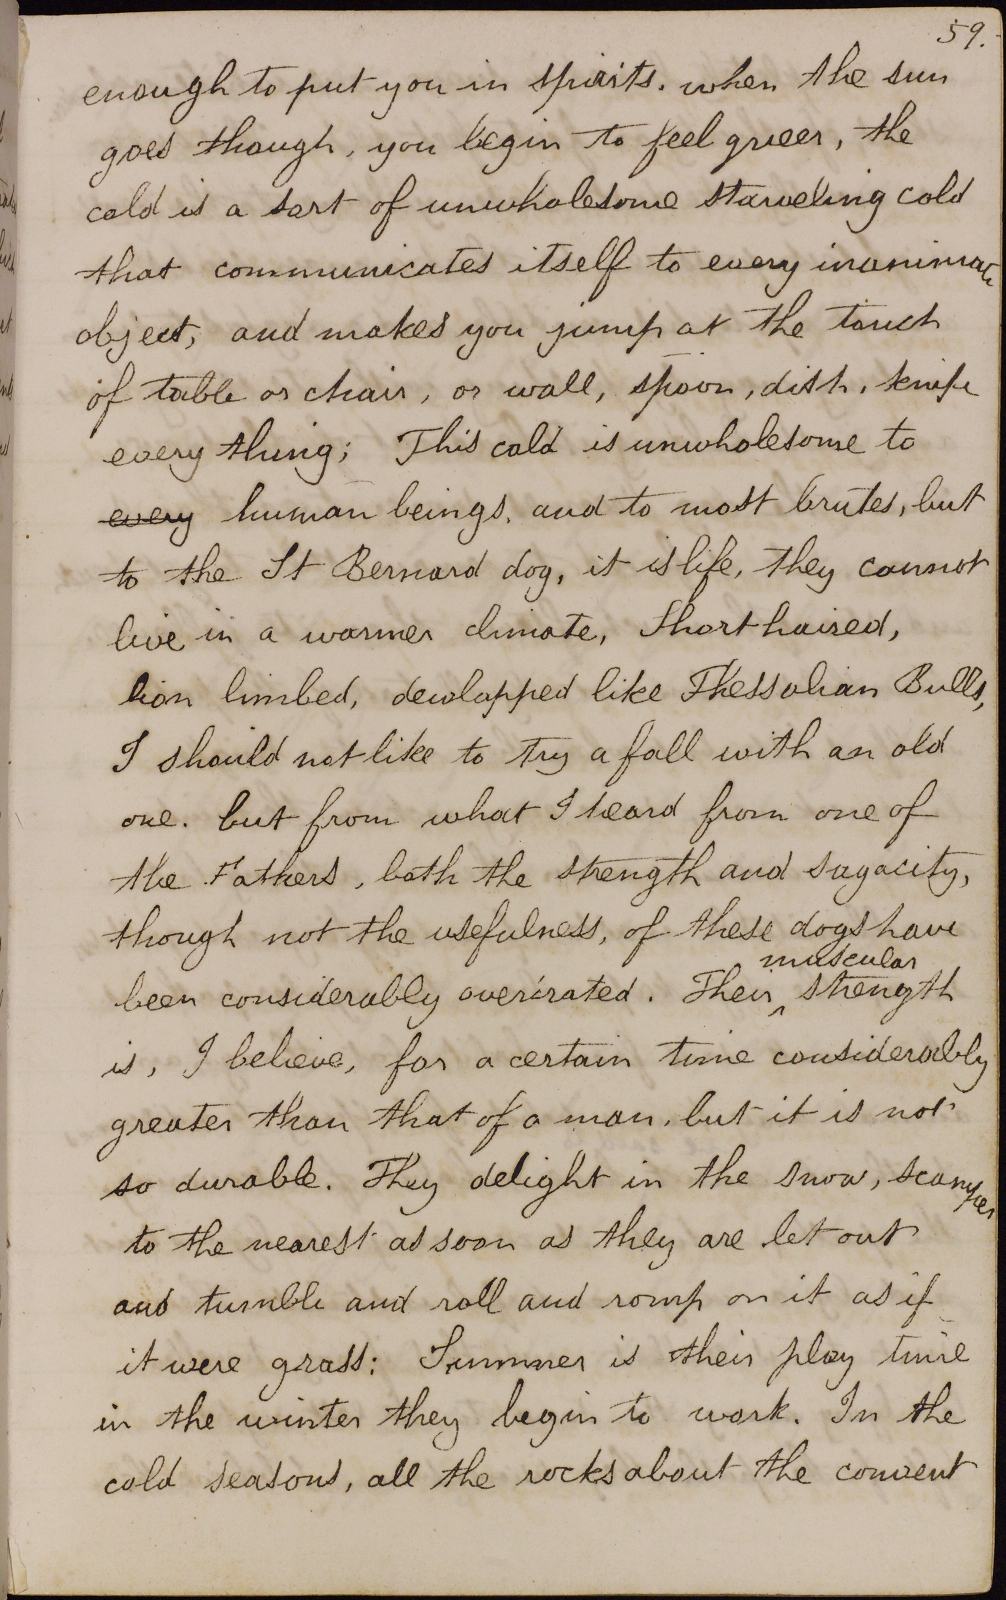 59.
enough to put you in spirits. when the sun
goes though, you begin to feel queer, the
cold is a sort of unwholesome starveling cold
that communicates itself to every inanimate
object, and makes you jump at the touch
of table or chair, or wall, spoon, dish, knife
every thing; This cold is unwholesome to
every human beings, and to most brutes, but
to the St Bernard dog, it is life, they cannot
live in a warmer climate, Short haired,
lion limbed, dewlapped like Thessalian Bulls,
I should not like to try a fall with an old
one. but from what I heard from one of
the Fathers, both the strength and sagacity,
though not the usefulness, of these dogs have
muscular
been considerably overrated. Their ‸ strength
is, I believe, for a certain time considerably
greater than that of a man, but it is not
so durable. They delight in the snow, scamper
to the nearest as soon as they are let out
and tumble and roll and romp on it as if
it were grass: Summer is their play time
in the winter they begin to work. In the
cold seasons, all the rocks about the convent